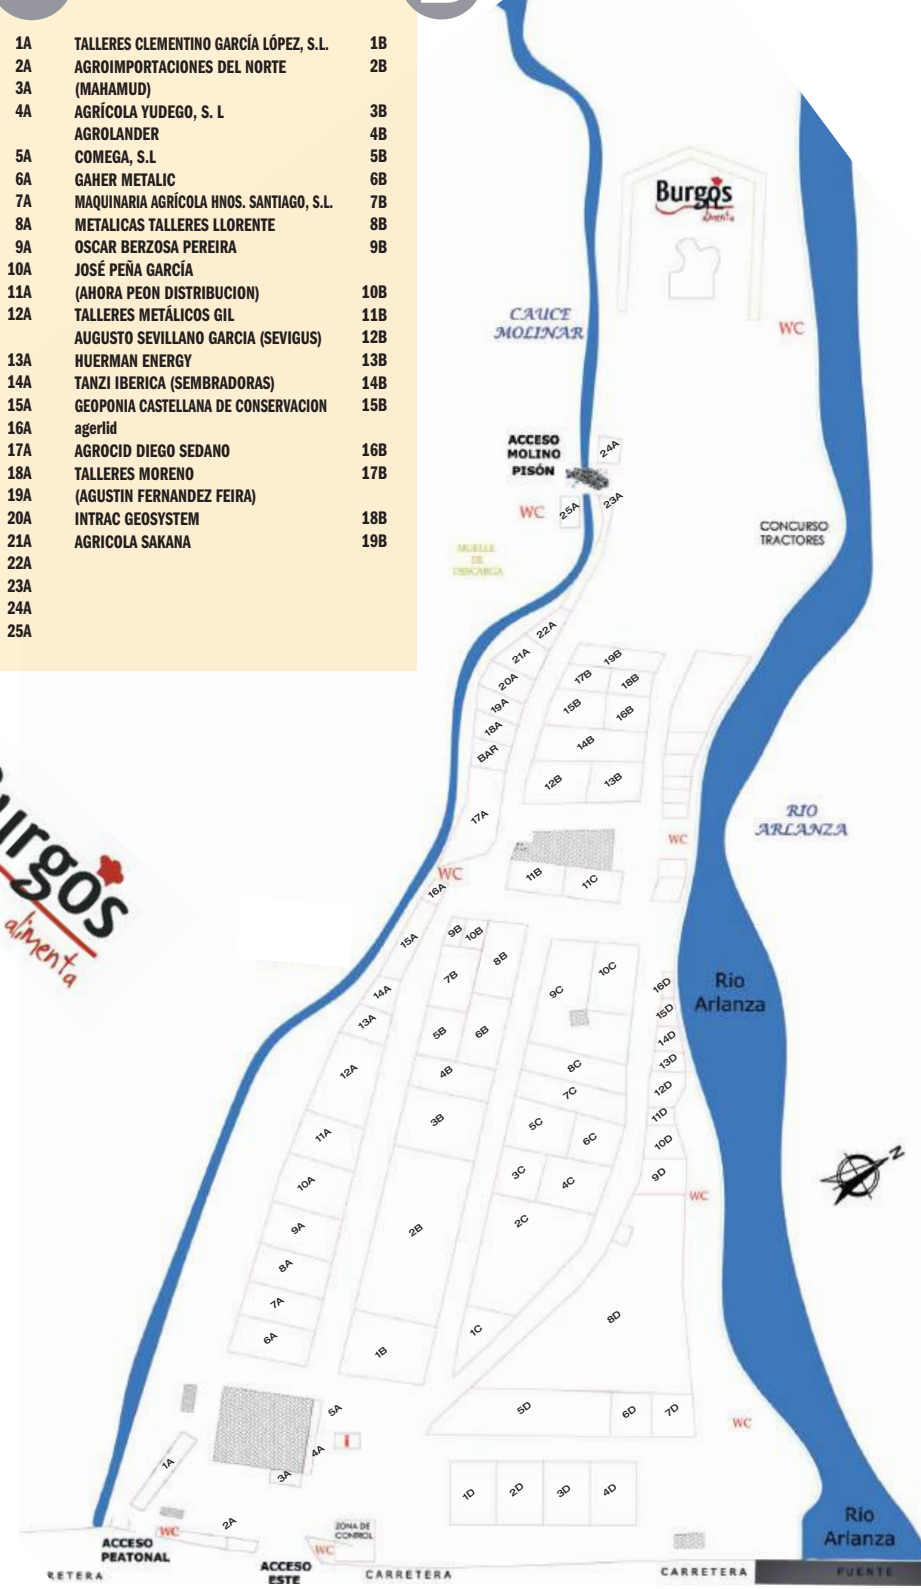 1A TALLERES CLEMENTINO GARCÍA LÓPEZ, S.L. 1B
2A AGROIMPORTACIONES DEL NORTE 2B
3A (MAHAMUD)
4A AGRÍCOLA YUDEGO, S. L 3B
AGROLANDER 4B
5A COMEGA, S.L 5B
6A GAHER METALIC 6B
7A MAQUINARIA AGRÍCOLA HNOS. SANTIAGO, S.L. 7B
8A METALICAS TALLERES LLORENTE 8B
9A OSCAR BERZOSA PEREIRA 9B
10A JOSÉ PEÑA GARCÍA
11A (AHORA PEON DISTRIBUCION) 10B
12A TALLERES METÁLICOS GIL 11B
AUGUSTO SEVILLANO GARCIA (SEVIGUS) 12B
13A HUERMAN ENERGY 13B
14A TANZI IBERICA (SEMBRADORAS) 14B
15A GEOPONIA CASTELLANA DE CONSERVACION 15B
16A agerlid
17A AGROCID DIEGO SEDANO 16B
18A TALLERES MORENO 17B
19A (AGUSTIN FERNANDEZ FEIRA)
20A INTRAC GEOSYSTEM 18B
21A AGRICOLA SAKANA 19B
22A
23A
24A
25A
Burgos
alimenta
CAUCE
MOLINAR
WC
ACCESO
MOLINO
PISÓN
24A
23A
25A
WC
CONCURSO
TRACTORES
MUELLE
DE
DESCARGA
22A
21A
20A
19A
18A
BAR
17A
19B
17B
18B
15B
16B
14B
12B
13B
RIO
ARLANZA
WC
11B
11C
WC
16A
15A
14A
13A
12A
11A
10A
9A
8A
7A
6A
9B
10B
8B
7B
5B
6B
4B
3B
2B
1B
10C
9C
8C
7C
5C
6C
3C
4C
2C
1C
16D
15D
14D
13D
12D
11D
10D
9D
WC
Rio
Arlanza
N
8D
5D
6D
7D
WC
1D
2D
3D
4D
5A
4A
3A
i
1A
2A
WC
ACCESO
PEATONAL
ZONA DE
CONTROL
WC
ACCESO
ESTE
RETERA
CARRETERA
CARRETERA
PUENTE
Rio
Arlanza
urgos
alimenta